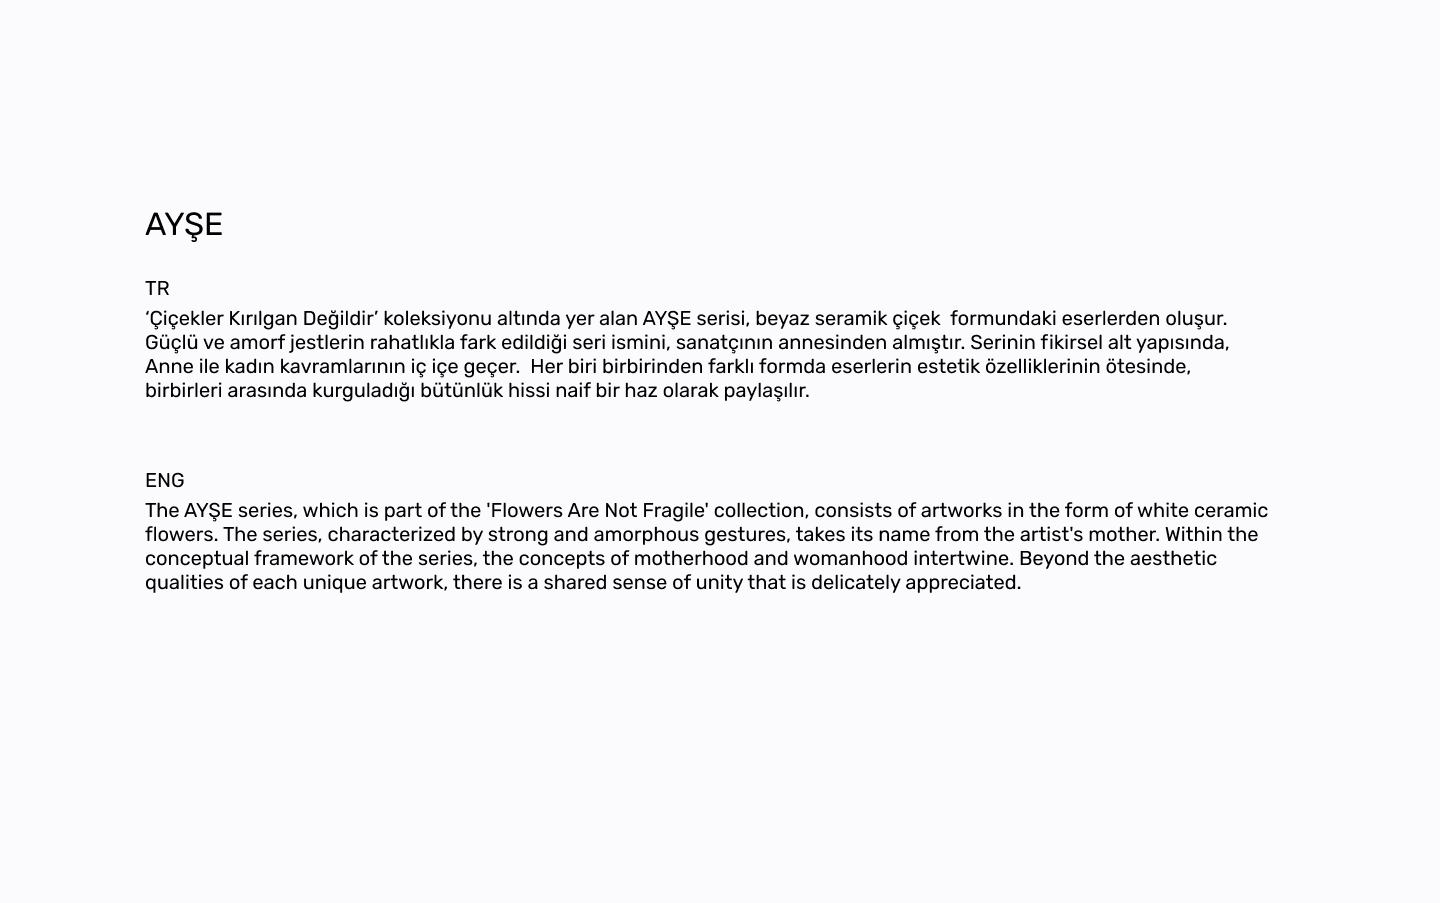 AYŞE
TR
‘Çiçekler Kırılgan Değildir’ koleksiyonu altında yer alan AYŞE serisi, beyaz seramik çiçek  formundaki eserlerden oluşur.
Güçlü ve amorf jestlerin rahatlıkla fark edildiği seri ismini, sanatçının annesinden almıştır. Serinin fikirsel alt yapısında,
Anne ile kadın kavramlarının iç içe geçer.  Her biri birbirinden farklı formda eserlerin estetik özelliklerinin ötesinde,
birbirleri arasında kurguladığı bütünlük hissi naif bir haz olarak paylaşılır.
ENG
The AYŞE series, which is part of the 'Flowers Are Not Fragile' collection, consists of artworks in the form of white ceramic
flowers. The series, characterized by strong and amorphous gestures, takes its name from the artist's mother. Within the
conceptual framework of the series, the concepts of motherhood and womanhood intertwine. Beyond the aesthetic
qualities of each unique artwork, there is a shared sense of unity that is delicately appreciated.